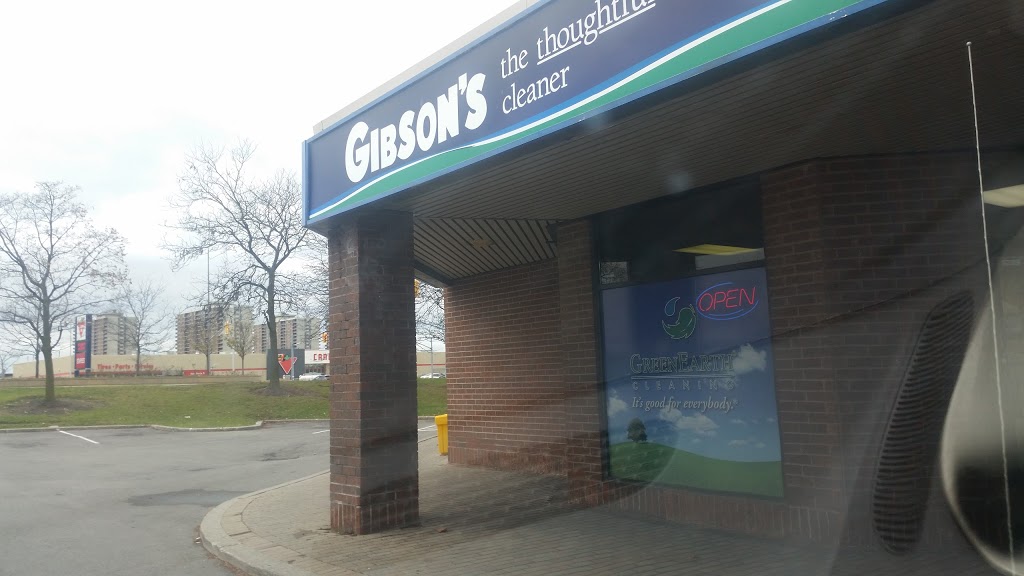 GIBSON'S
the thoughtful
cleaner
OPEN
GREENEARTH
CLEANING
It's good for everybody.